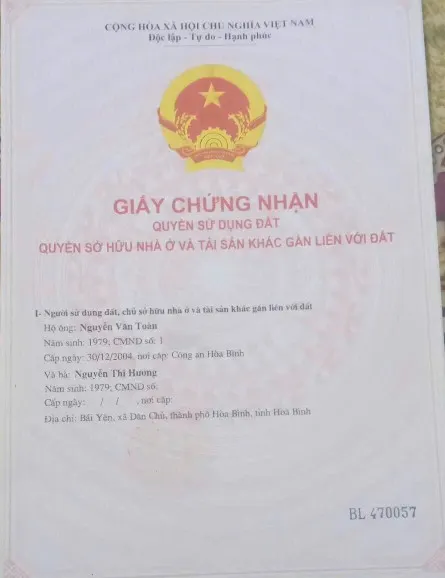 CỘNG HÒA XÃ HỘI CHỦ NGHĨA VIỆT NAM
Độc lập - Tự do - Hạnh phúc
GIẤY CHỨNG NHẬN
QUYỀN SỬ DỤNG ĐẤT
QUYỀN SỞ HỮU NHÀ Ở VÀ TÀI SẢN KHÁC GẮN LIỀN VỚI ĐẤT
I- Người sử dụng đất, chủ sở hữu nhà ở và tài sản khác gắn liền với đất
Hộ ông: Nguyễn Văn Toàn
Năm sinh: 1979; CMND số: 1
Cấp ngày: 30/12/2004, nơi cấp: Công an Hòa Bình
Và bà: Nguyễn Thị Hương
Năm sinh: 1979; CMND số:
Cấp ngày: / / , nơi cấp:
Địa chỉ: Bãi Yên, xã Dân Chủ, thành phố Hòa Bình, tỉnh Hoà Bình
BL 470057